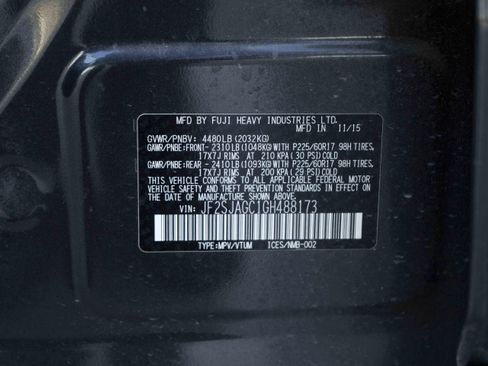 MFD BY FUJI HEAVY INDUSTRIES LTD.
MFD IN 11/15
GVWR/PNBV: 4480LB (2032KG)
GAWR/PNBE:FRONT- 2310LB (1048KG) WITH P225/60R17 98H TIRES,
17X7J RIMS AT 210 KPA (30 PSI) COLD
GAWR/PNBE:REAR - 2410LB (1093KG) WITH P225/60R17 98H TIRES,
17X7J RIMS AT 200 KPA (29 PSI) COLD
THIS VEHICLE CONFORMS TO ALL APPLICABLE FEDERAL MOTOR VEHICLE
SAFETY,BUMPER,AND THEFT PREVENTION STANDARDS IN EFFECT ON
THE DATE OF MANUFACTURE SHOWN ABOVE.
VIN: JF2SJAGC1GH488173
TYPE:MPV/VTUM ICES/NMB-002